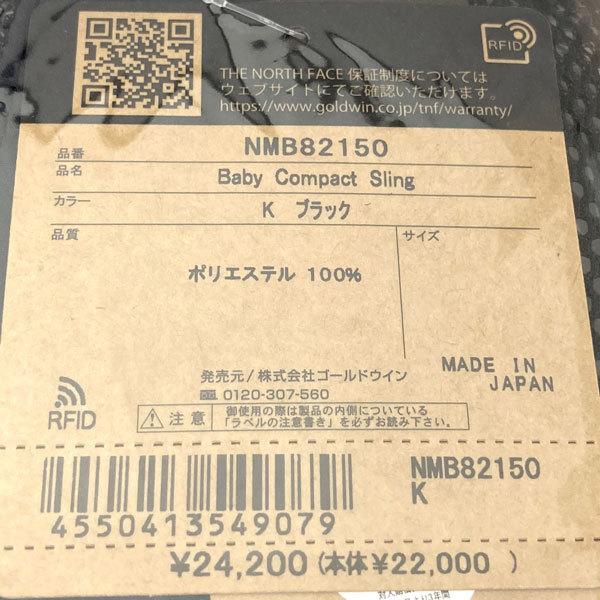 RFID
THE NORTH FACE 保証制度については
ウェブサイトにてご確認いただけます。
https://www.goldwin.co.jp/tnf/warranty/
品番 NMB82150
品名 Baby Compact Sling
カラー K ブラック
品質 サイズ
ポリエステル 100%
発売元/株式会社ゴールドウイン
0120-307-560
MADE IN
JAPAN
RFID
注意 御使用の際は製品の内側についている
「ラベルの注意書き」を必ずお読み下さい。
NMB82150
K
4550413549079
¥24,200(本体¥22,000 )